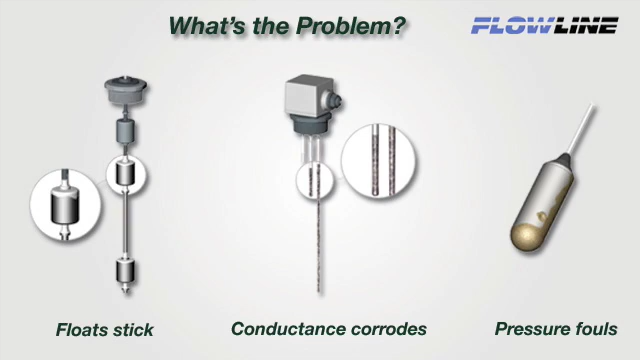 What's the Problem?
FLOWLINE
Floats stick
Conductance corrodes
Pressure fouls